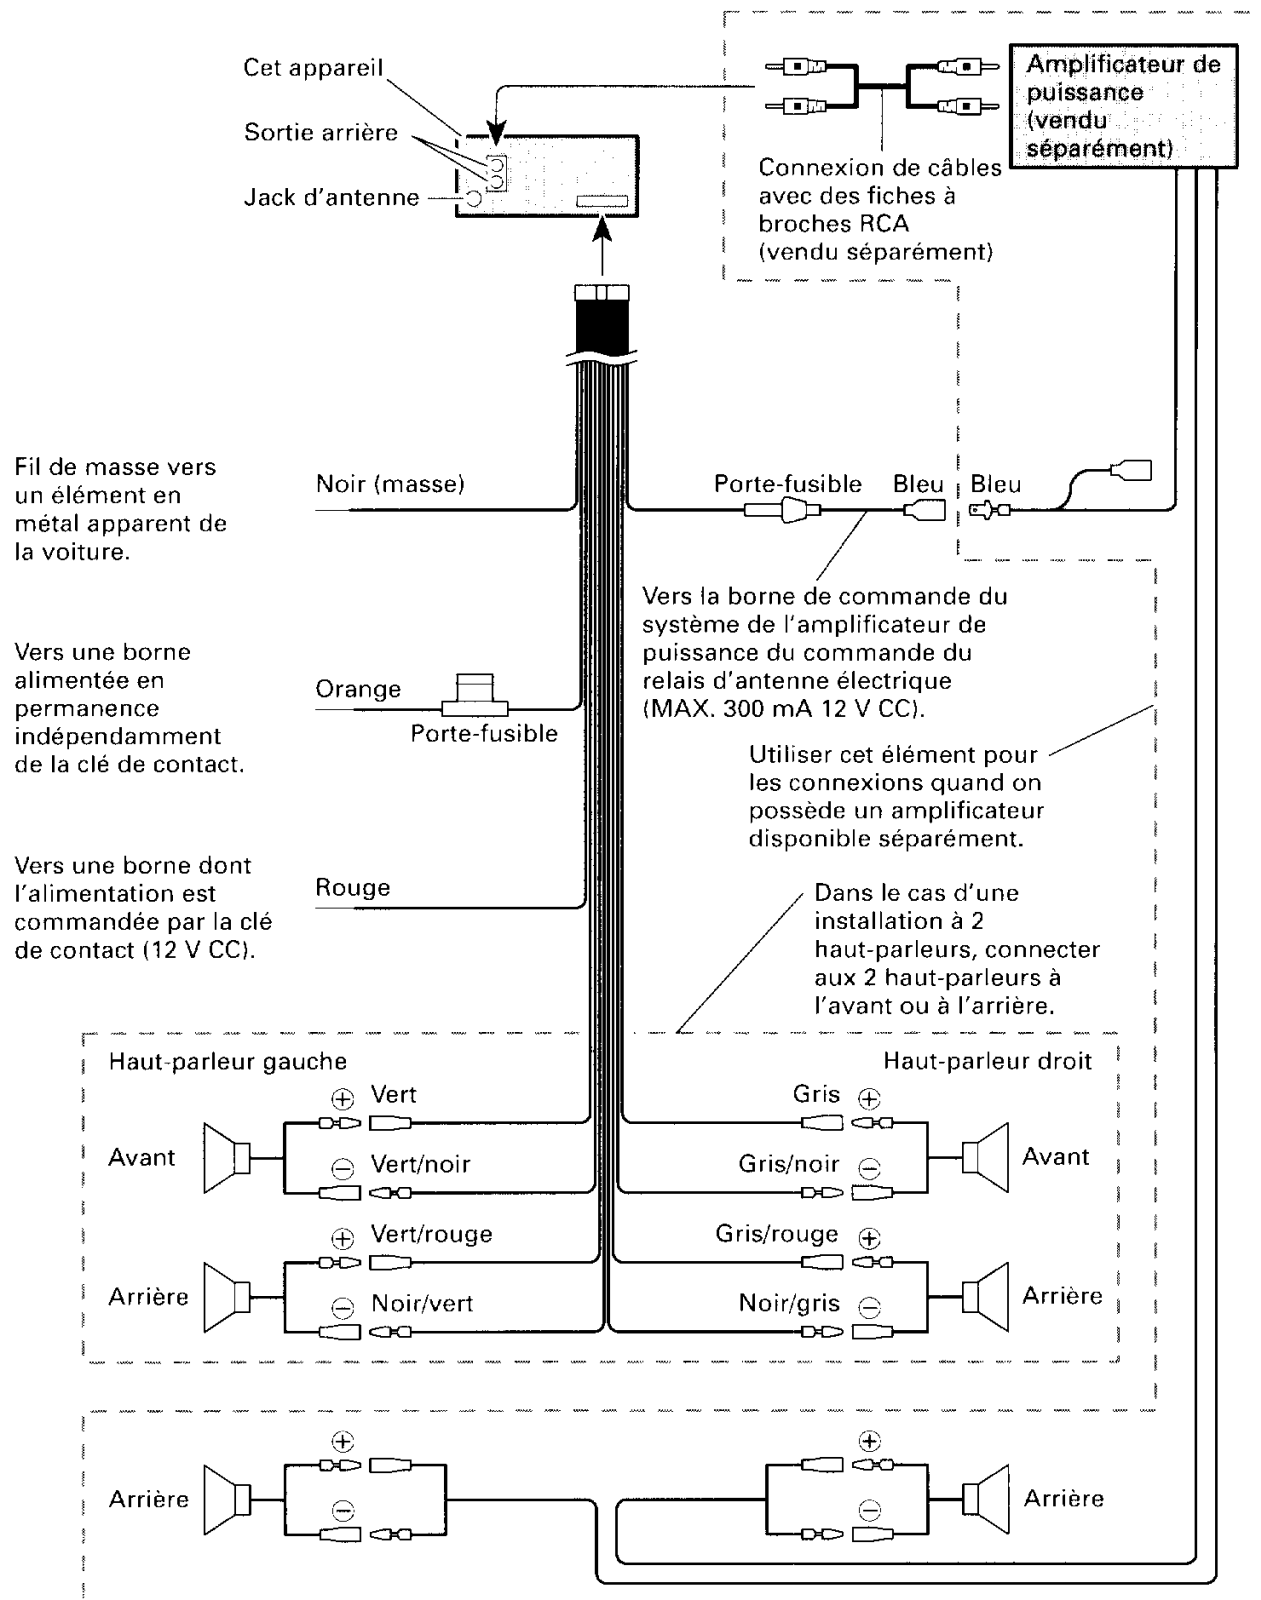 Cet appareil
Sortie arrière
Jack d'antenne
Amplificateur de
puissance
(vendu
séparément)
Connexion de câbles
avec des fiches à
broches RCA
(vendu séparément)
Fil de masse vers
un élément en
métal apparent de
la voiture.
Noir (masse)
Porte-fusible
Bleu
Bleu
Vers la borne de commande du
système de l'amplificateur de
puissance du commande du
relais d'antenne électrique
(MAX. 300 mA 12 V CC).
Vers une borne
alimentée en
permanence
indépendamment
de la clé de contact.
Orange
Porte-fusible
Utiliser cet élément pour
les connexions quand on
possède un amplificateur
disponible séparément.
Vers une borne dont
l'alimentation est
commandée par la clé
de contact (12 V CC).
Rouge
Dans le cas d'une
installation à 2
haut-parleurs, connecter
aux 2 haut-parleurs à
l'avant ou à l'arrière.
Haut-parleur gauche
Haut-parleur droit
⊕ Vert
Gris ⊕
Avant
⊖ Vert/noir
Gris/noir ⊖
Avant
⊕ Vert/rouge
Gris/rouge ⊕
Arrière
⊖ Noir/vert
Noir/gris ⊖
Arrière
⊕
⊕
Arrière
⊖
⊖
Arrière